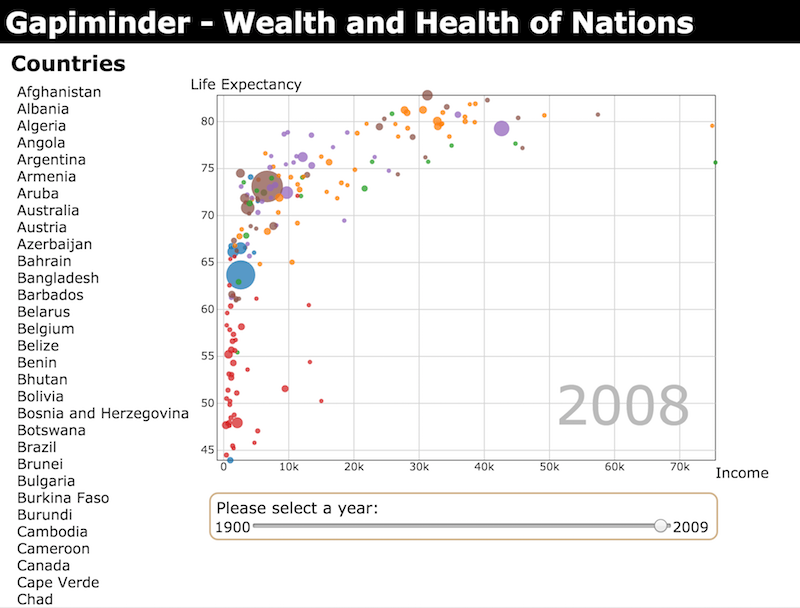 Gapiminder - Wealth and Health of Nations
Countries
Afghanistan
Albania
Algeria
Angola
Argentina
Armenia
Aruba
Australia
Austria
Azerbaijan
Bahrain
Bangladesh
Barbados
Belarus
Belgium
Belize
Benin
Bhutan
Bolivia
Bosnia and Herzegovina
Botswana
Brazil
Brunei
Bulgaria
Burkina Faso
Burundi
Cambodia
Cameroon
Canada
Cape Verde
Chad
Life Expectancy
80
75
70
65
60
55
50
45
2008
0 10k 20k 30k 40k 50k 60k 70k
Income
Please select a year:
1900 2009